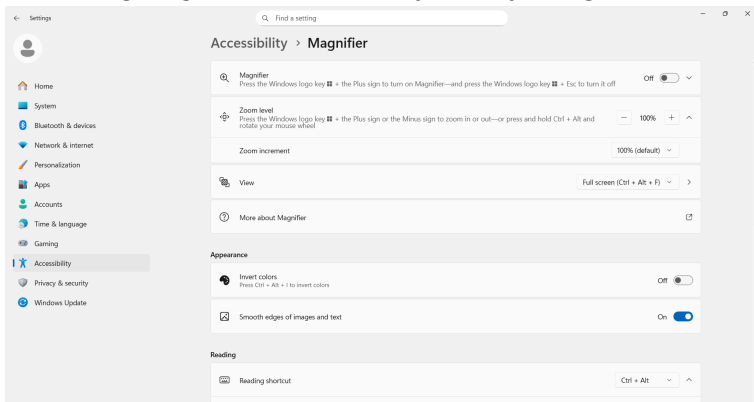 Settings
Find a setting
Home
System
Bluetooth & devices
Network & internet
Personalization
Apps
Accounts
Time & language
Gaming
Accessibility
Privacy & security
Windows Update
Accessibility > Magnifier
Magnifier
Press the Windows logo key + the Plus sign to turn on Magnifier—and press the Windows logo key + Esc to turn it off
Off
Zoom level
Press the Windows logo key + the Plus sign or the Minus sign to zoom in or out—or press and hold Ctrl + Alt and
rotate your mouse wheel
100%
Zoom increment
100% (default)
View
Full screen (Ctrl + Alt + F)
More about Magnifier
Appearance
Invert colors
Press Ctrl + Alt + I to invert colors
Off
Smooth edges of images and text
On
Reading
Reading shortcut
Ctrl + Alt